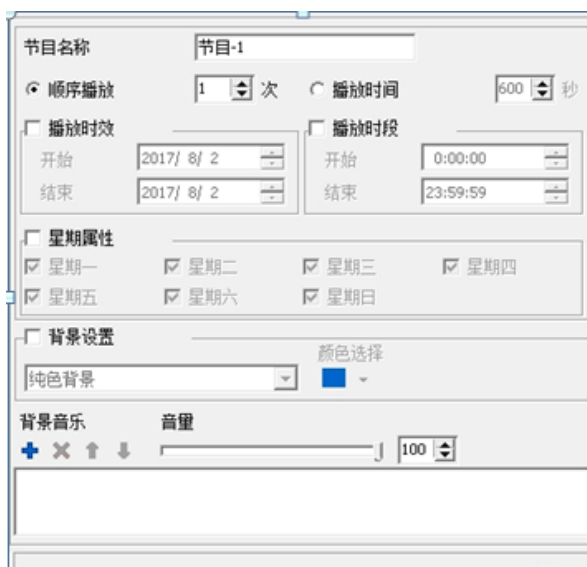 节目名称 节目-1
顺序播放 1 次 播放时间 600 秒
播放时效 播放时段
开始 2017/ 8/ 2 开始 0:00:00
结束 2017/ 8/ 2 结束 23:59:59
星期属性
星期一 星期二 星期三 星期四
星期五 星期六 星期日
背景设置
颜色选择
纯色背景
背景音乐 音量
100